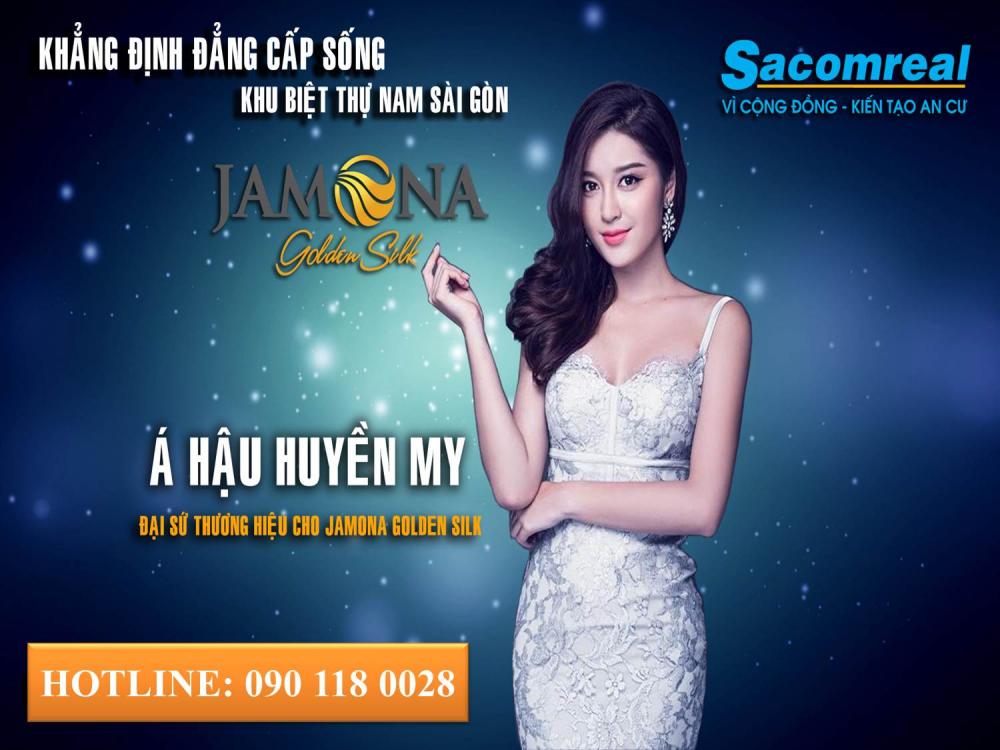 KHẲNG ĐỊNH ĐẲNG CẤP SỐNG
KHU BIỆT THỰ NAM SÀI GÒN
Sacomreal
VÌ CỘNG ĐỒNG - KIẾN TẠO AN CƯ
JAMONA
Golden Silk
Á HẬU HUYỀN MY
ĐẠI SỨ THƯƠNG HIỆU CHO JAMONA GOLDEN SILK
HOTLINE: 090 118 0028